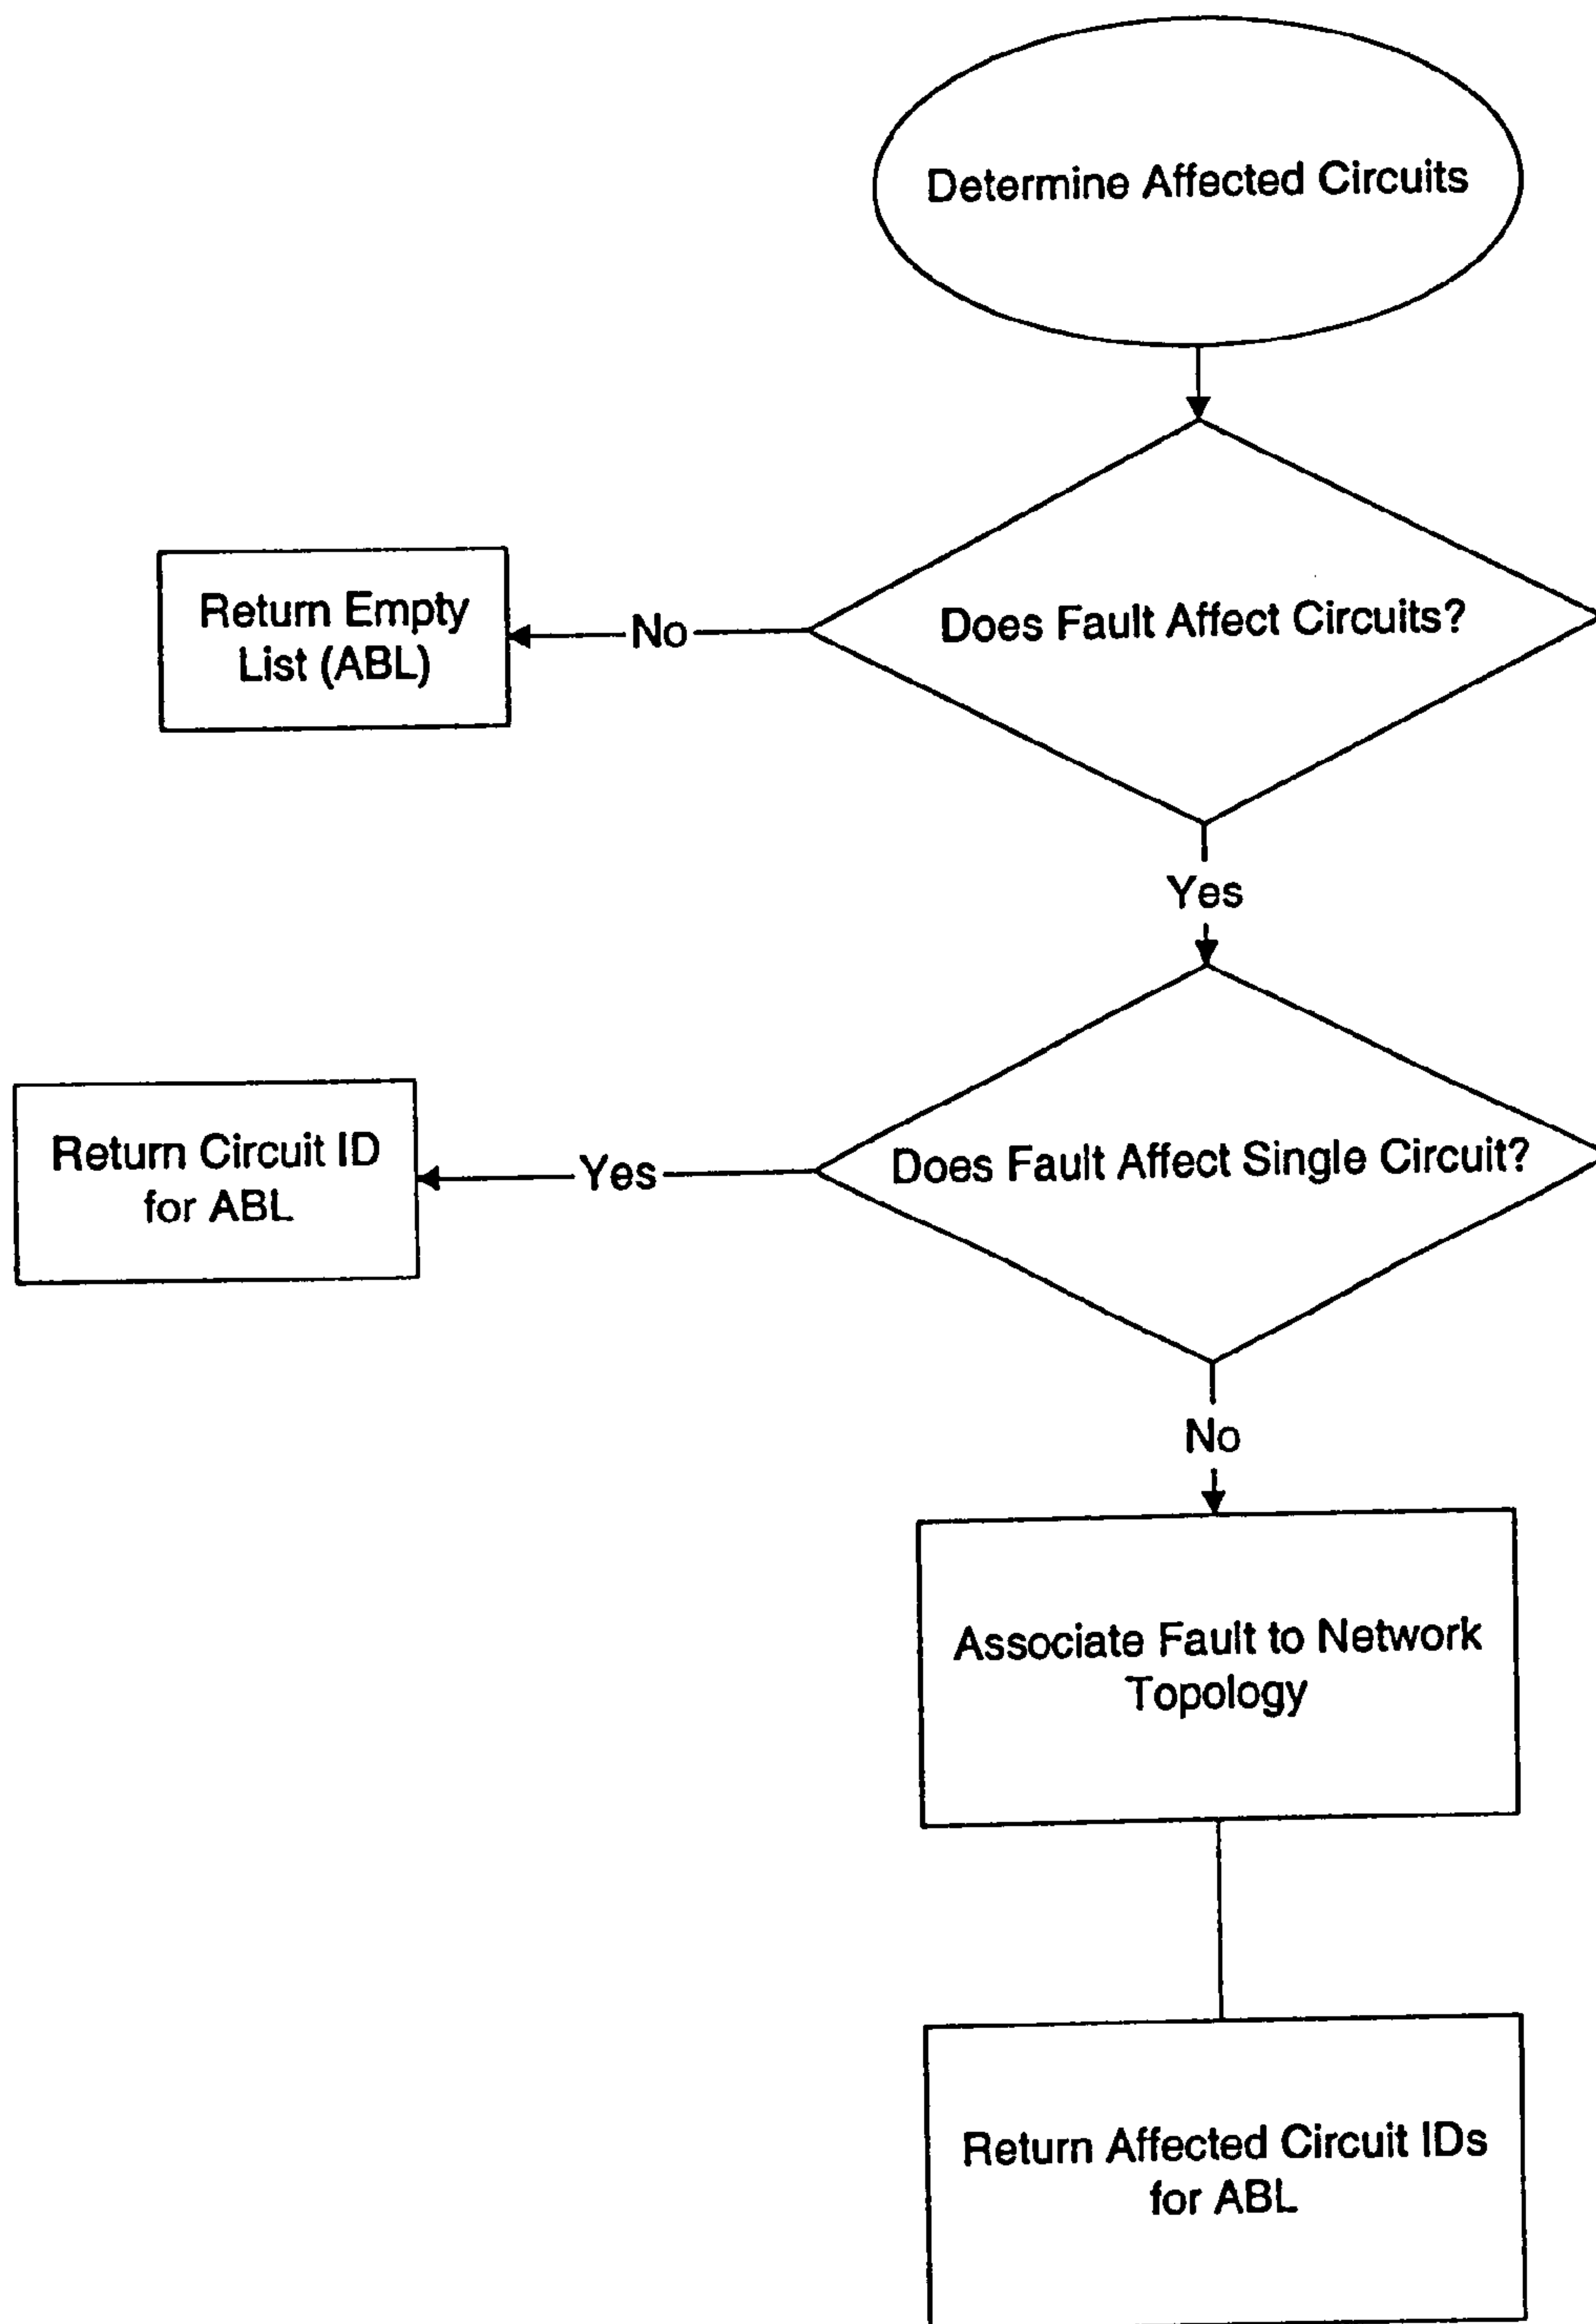 Determine Affected Circuits
Does Fault Affect Circuits?
No
Return Empty
List (ABL)
Yes
Does Fault Affect Single Circuit?
Yes
Return Circuit ID
for ABL
No
Associate Fault to Network
Topology
Return Affected Circuit IDs
for ABL